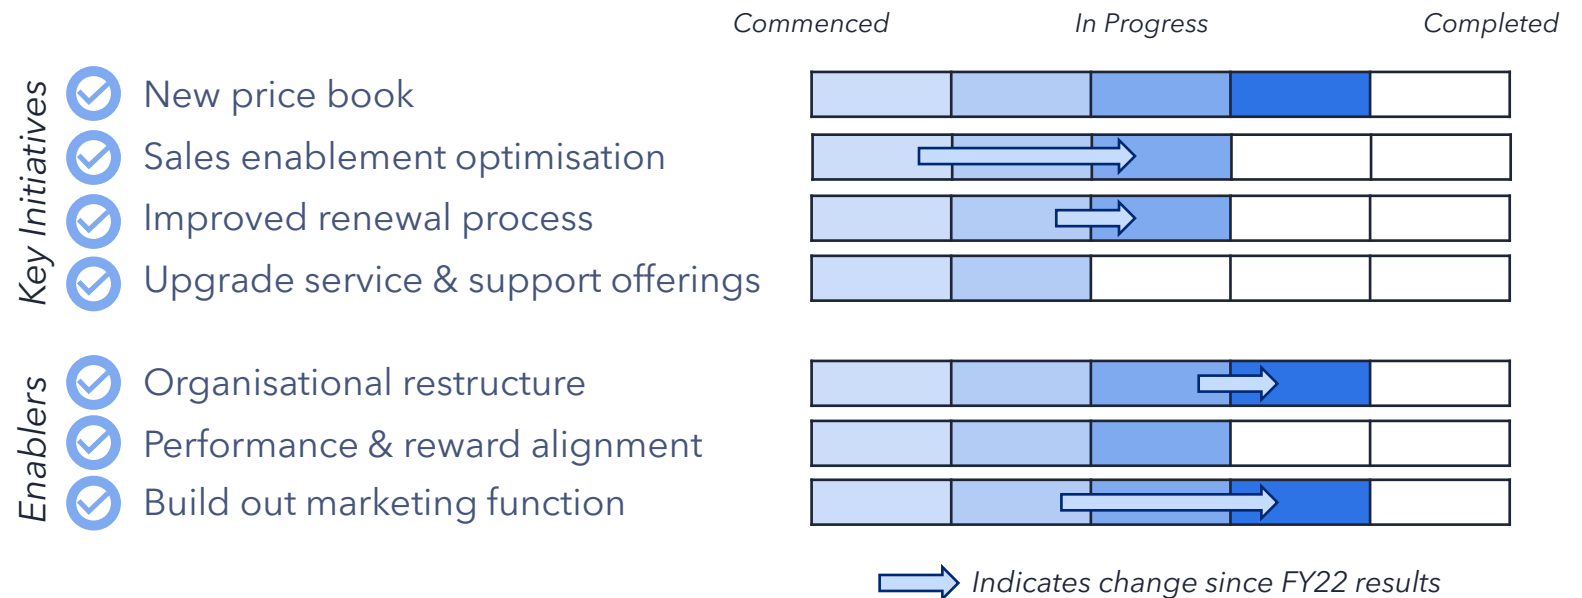 Commenced In Progress Completed
Key Initiatives
New price book
Sales enablement optimisation
Improved renewal process
Upgrade service & support offerings
Enablers
Organisational restructure
Performance & reward alignment
Build out marketing function
Indicates change since FY22 results